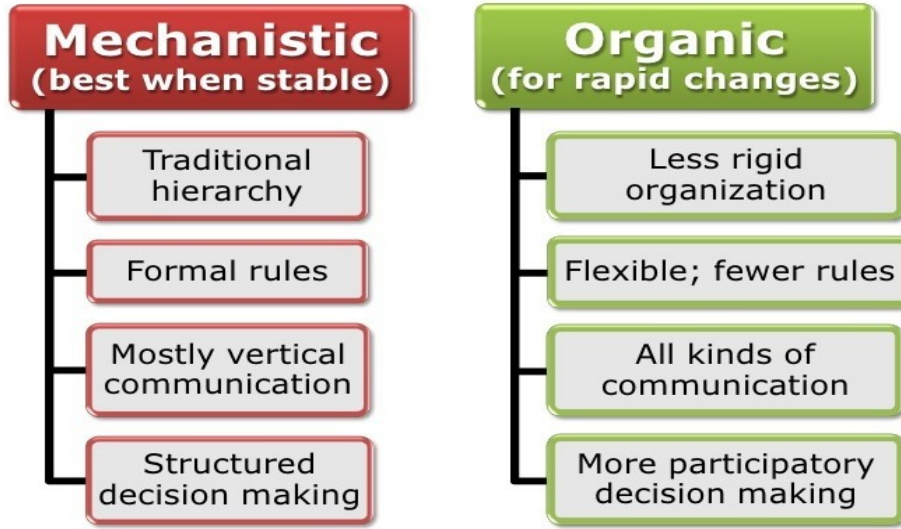 Mechanistic
(best when stable)
Traditional
hierarchy
Formal rules
Mostly vertical
communication
Structured
decision making
Organic
(for rapid changes)
Less rigid
organization
Flexible; fewer rules
All kinds of
communication
More participatory
decision making